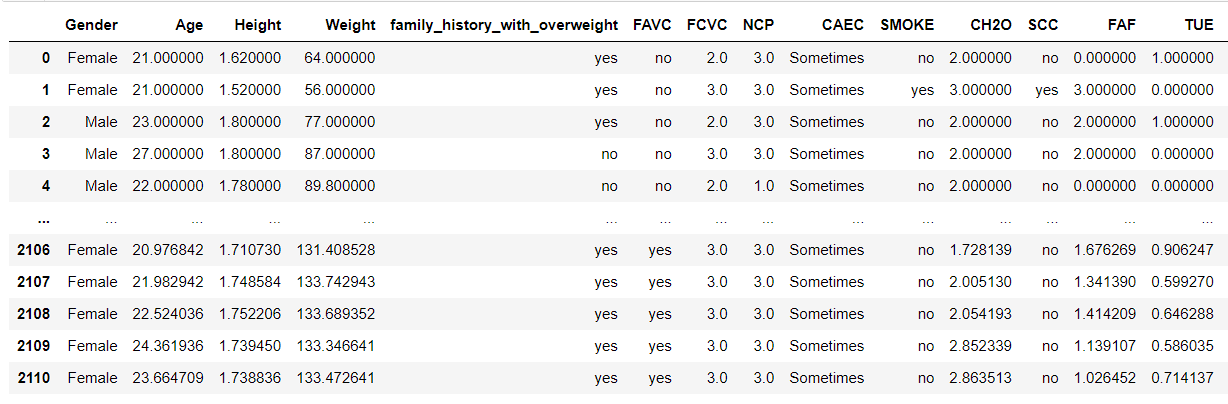 Gender Age Height Weight family_history_with_overweight FAVC FCVC NCP CAEC SMOKE CH2O SCC FAF TUE
0 Female 21.000000 1.620000 64.000000 yes no 2.0 3.0 Sometimes no 2.000000 no 0.000000 1.000000
1 Female 21.000000 1.520000 56.000000 yes no 3.0 3.0 Sometimes yes 3.000000 yes 3.000000 0.000000
2 Male 23.000000 1.800000 77.000000 yes no 2.0 3.0 Sometimes no 2.000000 no 2.000000 1.000000
3 Male 27.000000 1.800000 87.000000 no no 3.0 3.0 Sometimes no 2.000000 no 2.000000 0.000000
4 Male 22.000000 1.780000 89.800000 no no 2.0 1.0 Sometimes no 2.000000 no 0.000000 0.000000
... ... ... ... ... ... ... ... ... ... ... ... ... ... ...
2106 Female 20.976842 1.710730 131.408528 yes yes 3.0 3.0 Sometimes no 1.728139 no 1.676269 0.906247
2107 Female 21.982942 1.748584 133.742943 yes yes 3.0 3.0 Sometimes no 2.005130 no 1.341390 0.599270
2108 Female 22.524036 1.752206 133.689352 yes yes 3.0 3.0 Sometimes no 2.054193 no 1.414209 0.646288
2109 Female 24.361936 1.739450 133.346641 yes yes 3.0 3.0 Sometimes no 2.852339 no 1.139107 0.586035
2110 Female 23.664709 1.738836 133.472641 yes yes 3.0 3.0 Sometimes no 2.863513 no 1.026452 0.714137